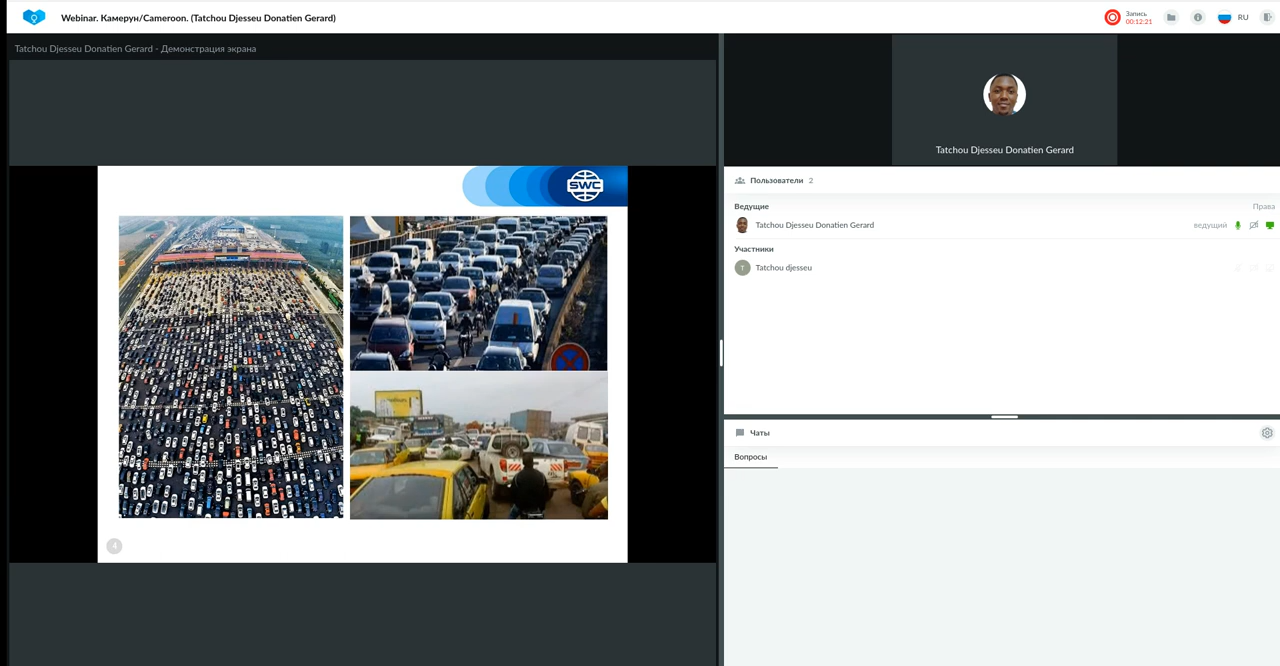 Webinar. Камерун/Cameroon. (Tatchou Djesseu Donatien Gerard)
Запись
00:12:21
RU
Tatchou Djesseu Donatien Gerard - Демонстрация экрана
SWC
4
Tatchou Djesseu Donatien Gerard
Пользователи 2
Ведущие Права
Tatchou Djesseu Donatien Gerard ведущий
Участники
T Tatchou djesseu
Чаты
Вопросы